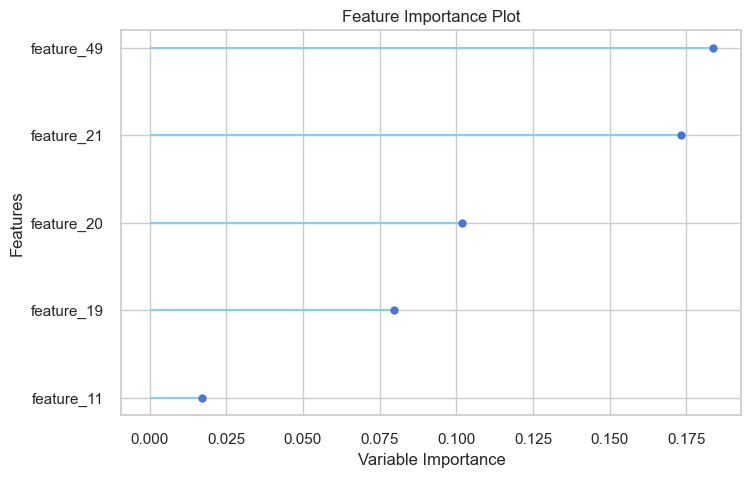 Feature Importance Plot
feature_49
feature_21
feature_20
feature_19
feature_11
Features
0.000 0.025 0.050 0.075 0.100 0.125 0.150 0.175
Variable Importance